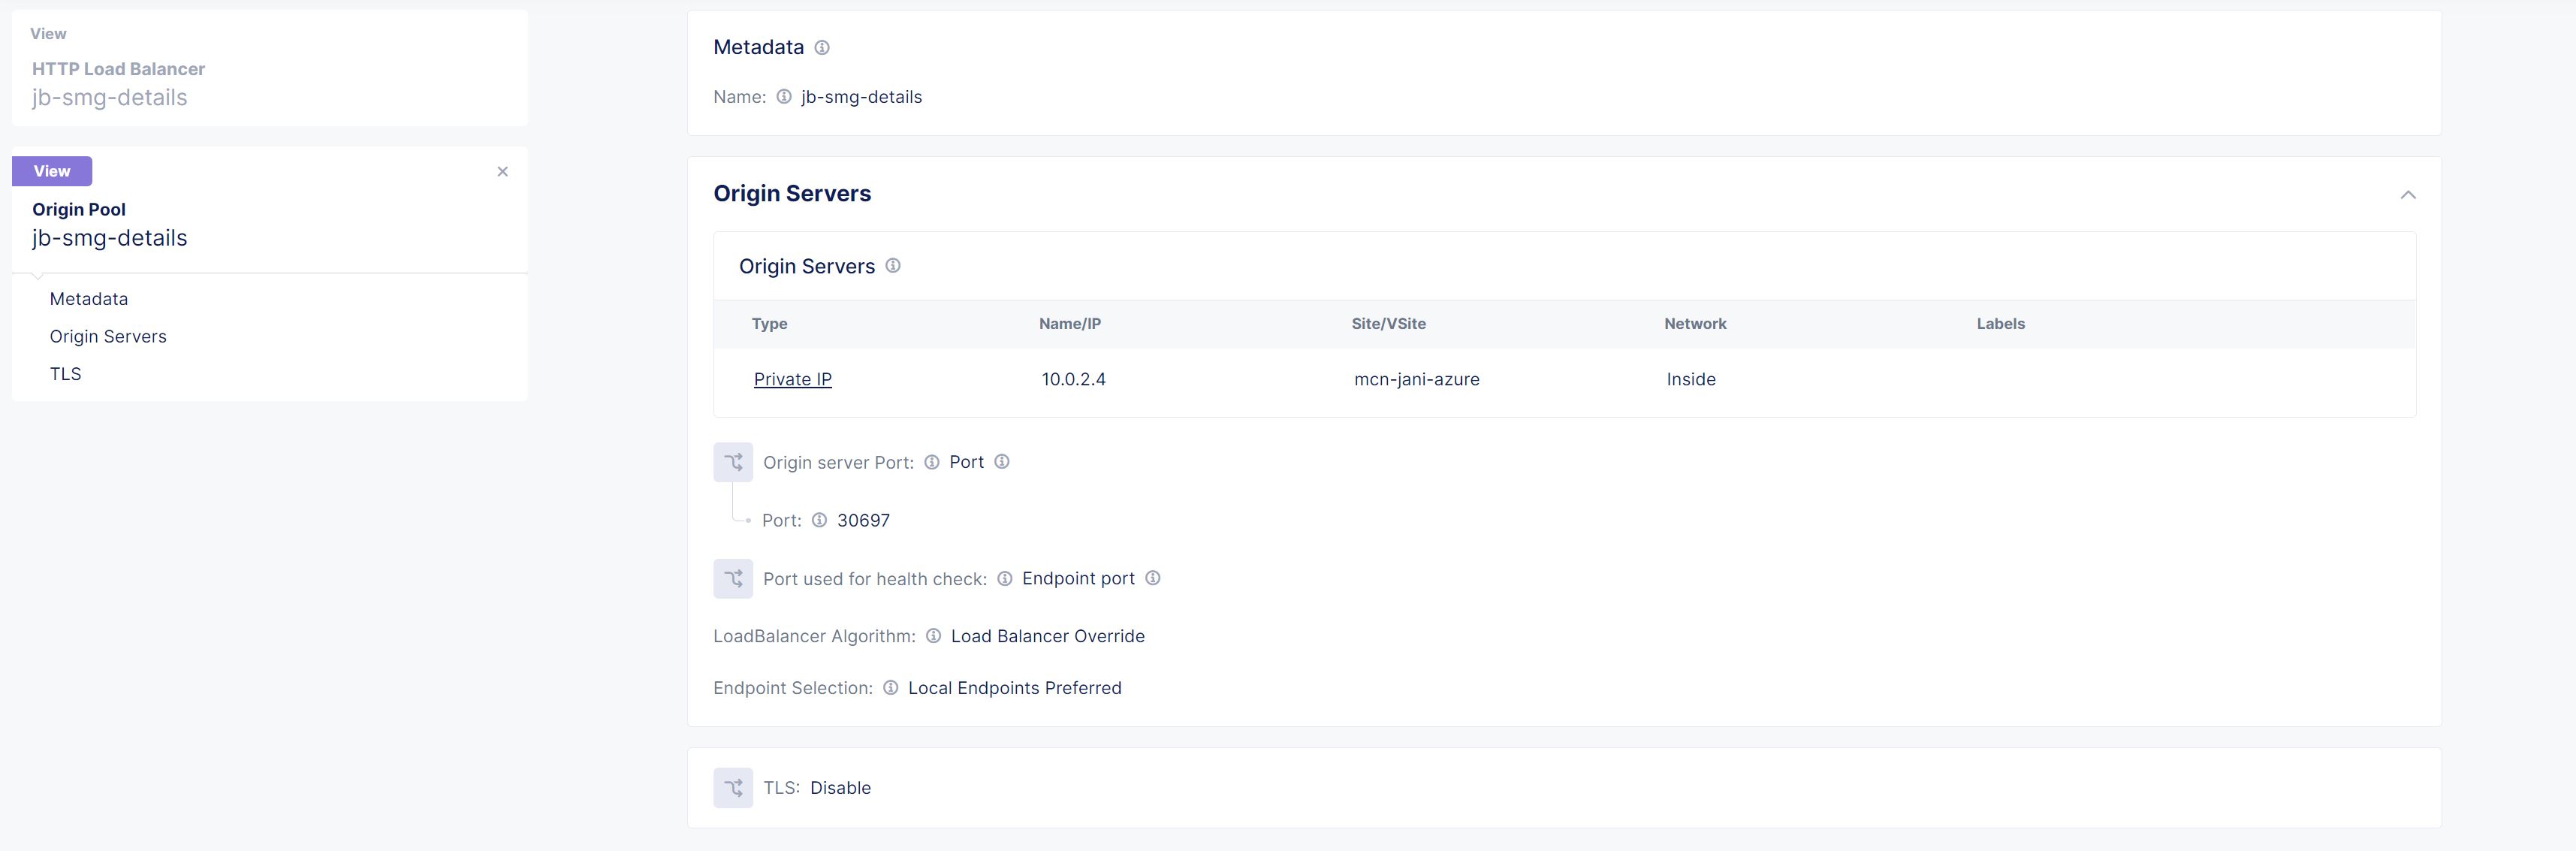 View
HTTP Load Balancer
jb-smg-details
View
Origin Pool
jb-smg-details
Metadata
Origin Servers
TLS
Metadata
Name: jb-smg-details
Origin Servers
Origin Servers
Type Name/IP Site/VSite Network Labels
Private IP 10.0.2.4 mcn-jani-azure Inside
Origin server Port: Port
Port: 30697
Port used for health check: Endpoint port
LoadBalancer Algorithm: Load Balancer Override
Endpoint Selection: Local Endpoints Preferred
TLS: Disable